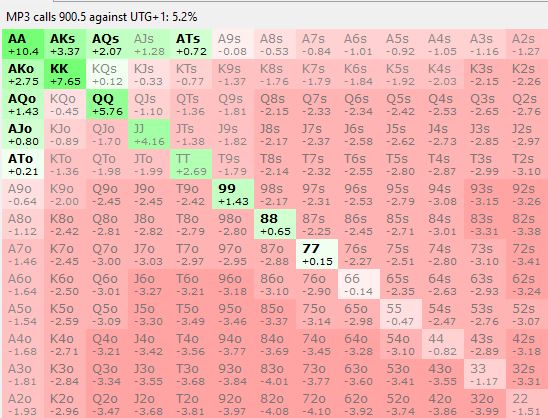 MP3 calls 900.5 against UTG+1: 5.2%
AA AKs AQs AJs ATs A9s A8s A7s A6s A5s A4s A3s A2s
+10.4 +3.37 +2.07 +1.28 +0.72 -0.08 -0.53 -0.84 -1.01 -0.92 -1.05 -1.16 -1.27
AKo KK KQs KJs KTs K9s K8s K7s K6s K5s K4s K3s K2s
+2.75 +7.65 +0.12 -0.33 -0.77 -1.37 -1.76 -1.79 -1.84 -1.92 -2.03 -2.15 -2.26
AQo KQo QQ QJs QTs Q9s Q8s Q7s Q6s Q5s Q4s Q3s Q2s
+1.43 -0.45 +5.76 -1.10 -1.36 -1.81 -2.15 -2.33 -2.34 -2.42 -2.53 -2.65 -2.76
AJo KJo QJo JJ JTs J9s J8s J7s J6s J5s J4s J3s J2s
+0.80 -0.89 -1.70 +4.16 -1.38 -1.82 -2.17 -2.37 -2.58 -2.62 -2.73 -2.85 -2.97
ATo KTo QTo JTo TT T9s T8s T7s T6s T5s T4s T3s T2s
+0.21 -1.36 -1.98 -1.99 +2.69 -1.79 -2.14 -2.32 -2.55 -2.80 -2.87 -2.99 -3.10
A9o K9o Q9o J9o T9o 99 98s 97s 96s 95s 94s 93s 92s
-0.64 -2.00 -2.45 -2.45 -2.42 +1.43 -2.17 -2.31 -2.53 -2.79 -3.08 -3.15 -3.26
A8o K8o Q8o J8o T8o 98o 88 87s 86s 85s 84s 83s 82s
-1.12 -2.42 -2.81 -2.82 -2.79 -2.80 +0.65 -2.25 -2.45 -2.71 -3.01 -3.31 -3.38
A7o K7o Q7o J7o T7o 97o 87o 77 76s 75s 74s 73s 72s
-1.46 -2.45 -3.00 -3.03 -2.97 -2.95 -2.88 +0.15 -2.27 -2.51 -2.80 -3.10 -3.41
A6o K6o Q6o J6o T6o 96o 86o 76o 66 65s 64s 63s 62s
-1.64 -2.50 -3.01 -3.27 -3.21 -3.18 -3.10 -2.90 -0.14 -2.35 -2.63 -2.93 -3.24
A5o K5o Q5o J5o T5o 95o 85o 75o 65o 55 54s 53s 52s
-1.54 -2.59 -3.09 -3.30 -3.49 -3.46 -3.37 -3.14 -2.98 -0.47 -2.47 -2.76 -3.07
A4o K4o Q4o J4o T4o 94o 84o 74o 64o 54o 44 43s 42s
-1.68 -2.71 -3.21 -3.42 -3.56 -3.77 -3.69 -3.45 -3.28 -3.10 -0.82 -2.89 -3.18
A3o K3o Q3o J3o T3o 93o 83o 73o 63o 53o 43o 33 32s
-1.81 -2.84 -3.34 -3.55 -3.68 -3.84 -4.01 -3.77 -3.60 -3.41 -3.55 -1.17 -3.31
A2o K2o Q2o J2o T2o 92o 82o 72o 62o 52o 42o 32o 22
-1.92 -2.96 -3.47 -3.68 -3.81 -3.97 -4.08 -4.10 -3.92 -3.74 -3.86 -3.99 -1.51